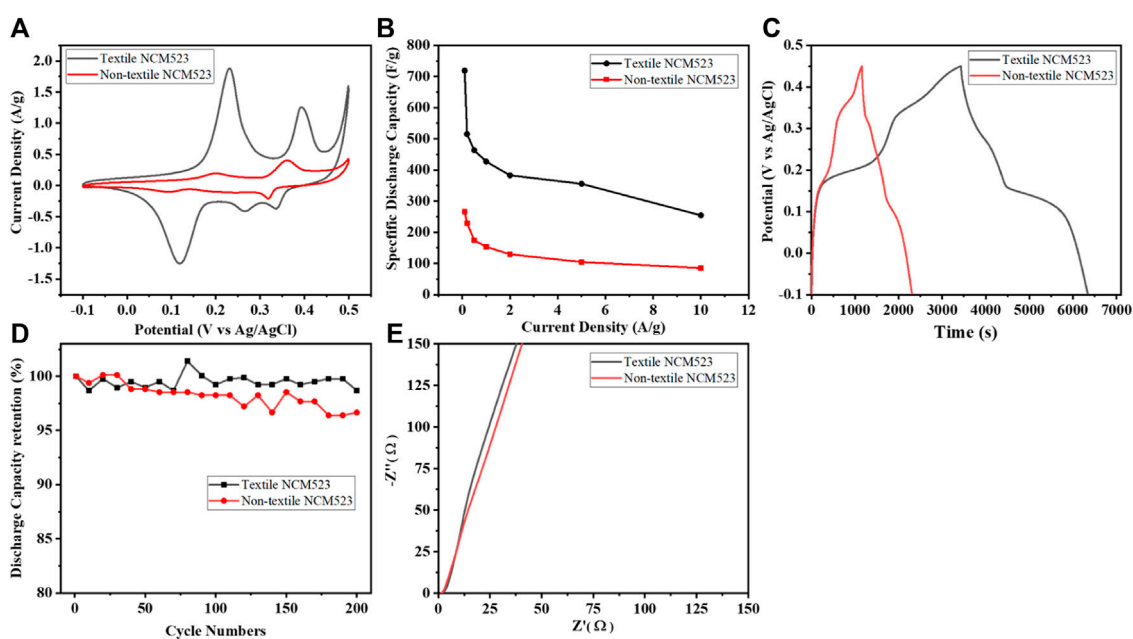 A
Textile NCM523
Non-textile NCM523
Current Density (A/g)
2.0
1.5
1.0
0.5
0.0
-0.5
-1.0
-1.5
-0.1 0.0 0.1 0.2 0.3 0.4 0.5
Potential (V vs Ag/AgCl)
B
Textile NCM523
Non-textile NCM523
Specffific Discharge Capacity (F/g)
800
700
600
500
400
300
200
100
0
0 2 4 6 8 10 12
Current Density (A/g)
C
Textile NCM523
Non-textile NCM523
Potential (V vs Ag/AgCl)
0.5
0.4
0.3
0.2
0.1
0.0
-0.1
0 1000 2000 3000 4000 5000 6000 7000
Time (s)
D
Discharge Capacity retention (%)
100
95
90
85
80
Textile NCM523
Non-textile NCM523
0 50 100 150 200
Cycle Numbers
E
Textile NCM523
Non-textile NCM523
-Z''(Ω)
150
125
100
75
50
25
0
0 25 50 75 100 125 150
Z'(Ω)